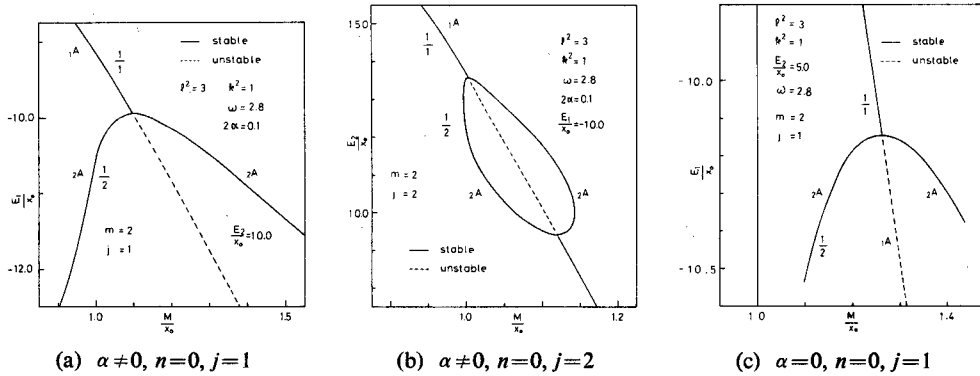 ₁A
1/1
stable
unstable
ℓ² = 3 k² = 1
ω = 2.8
2α = 0.1
-10.0
E₁/x₀
₂A
1/2
₂A
m = 2
j = 1
E₂/x₀ = 10.0
-12.0
1.0 M/x₀ 1.5
(a) α≠0, n=0, j=1
15.0
₁A
1/1
ℓ² = 3
k² = 1
ω = 2.8
2α = 0.1
E₁/x₀ = -10.0
E₂/x₀
1/2
m = 2
j = 2
₂A
₂A
10.0
stable
unstable
1.0 M/x₀ 1.2
(b) α≠0, n=0, j=2
ℓ² = 3
k² = 1
E₂/x₀ = 5.0
ω = 2.8
m = 2
j = 1
stable
unstable
-10.0
1/1
E₁/x₀
₂A
₂A
1/2
₁A
-10.5
1.0 1.2 M/x₀ 1.4
(c) α=0, n=0, j=1